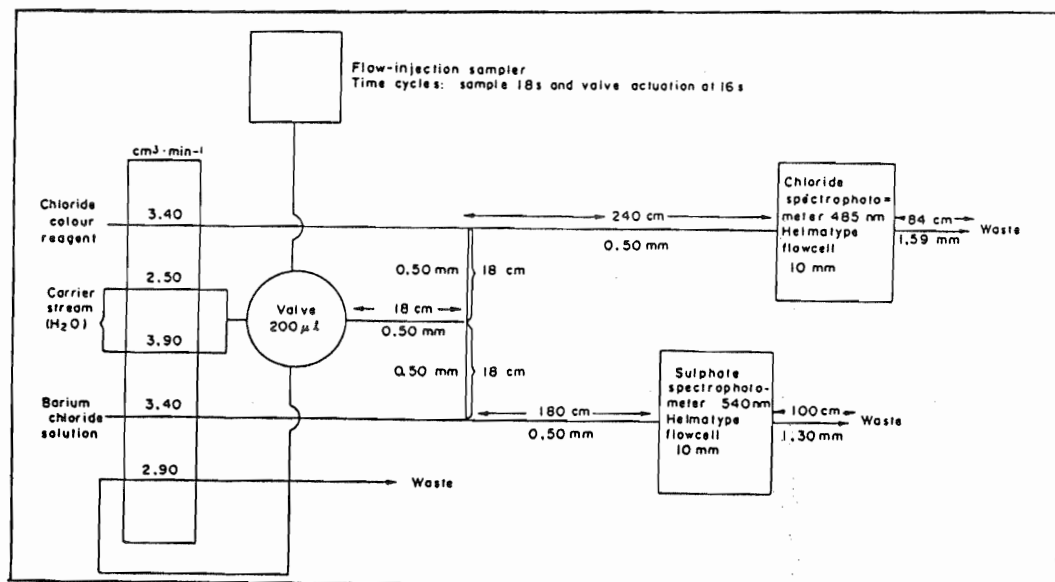 Flow-injection sampler
Time cycles: sample 18s and valve actuation at 16s
cm³·min⁻¹
Chloride
colour
reagent
3.40
240 cm
0.50 mm
Chloride
spectrophoto=
meter 485 nm
Helmatype
flowcell
10 mm
84 cm
1.59 mm
Waste
0.50 mm
18 cm
Carrier
stream
(H₂O)
2.50
3.90
Valve
200 µl
18 cm
0.50 mm
0.50 mm
18 cm
Barium
chloride
solution
3.40
180 cm
0.50 mm
Sulphate
spectrophoto-
meter 540nm
Helmatype
flowcell
10 mm
100cm
1.30 mm
Waste
2.90
Waste